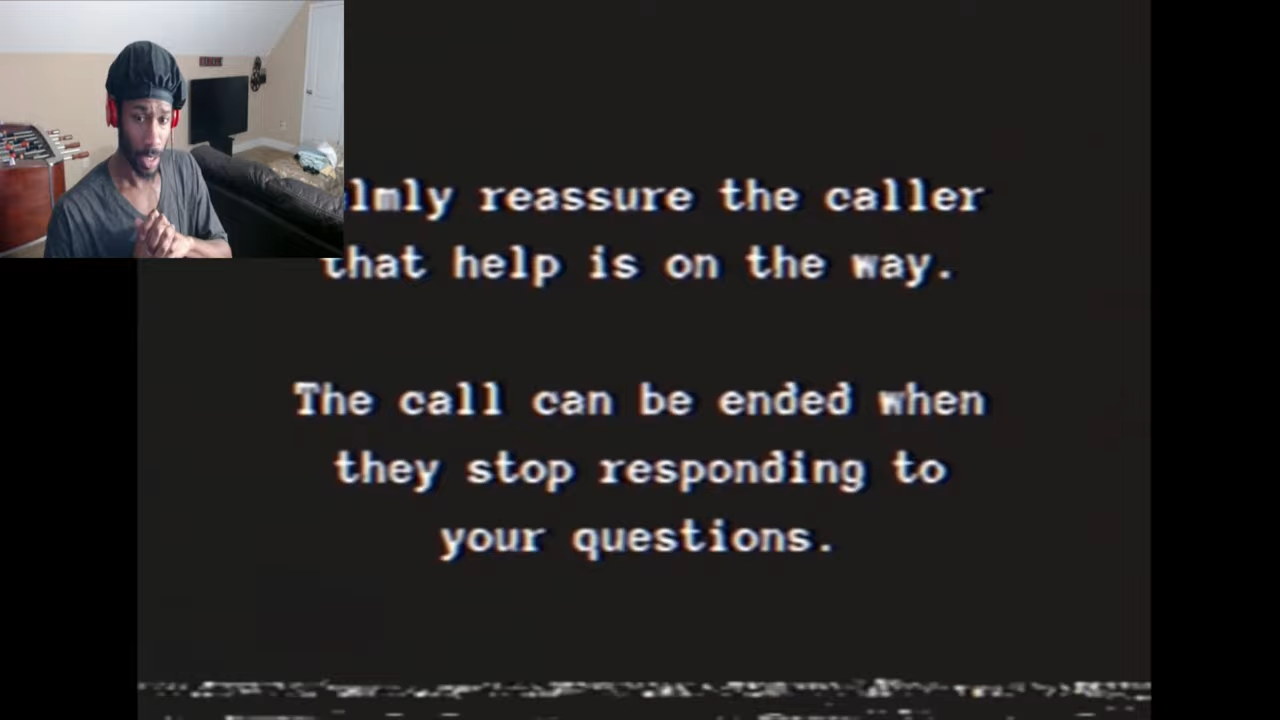 reassure the caller
that help is on the way.
The call can be ended when
they stop responding to
your questions.